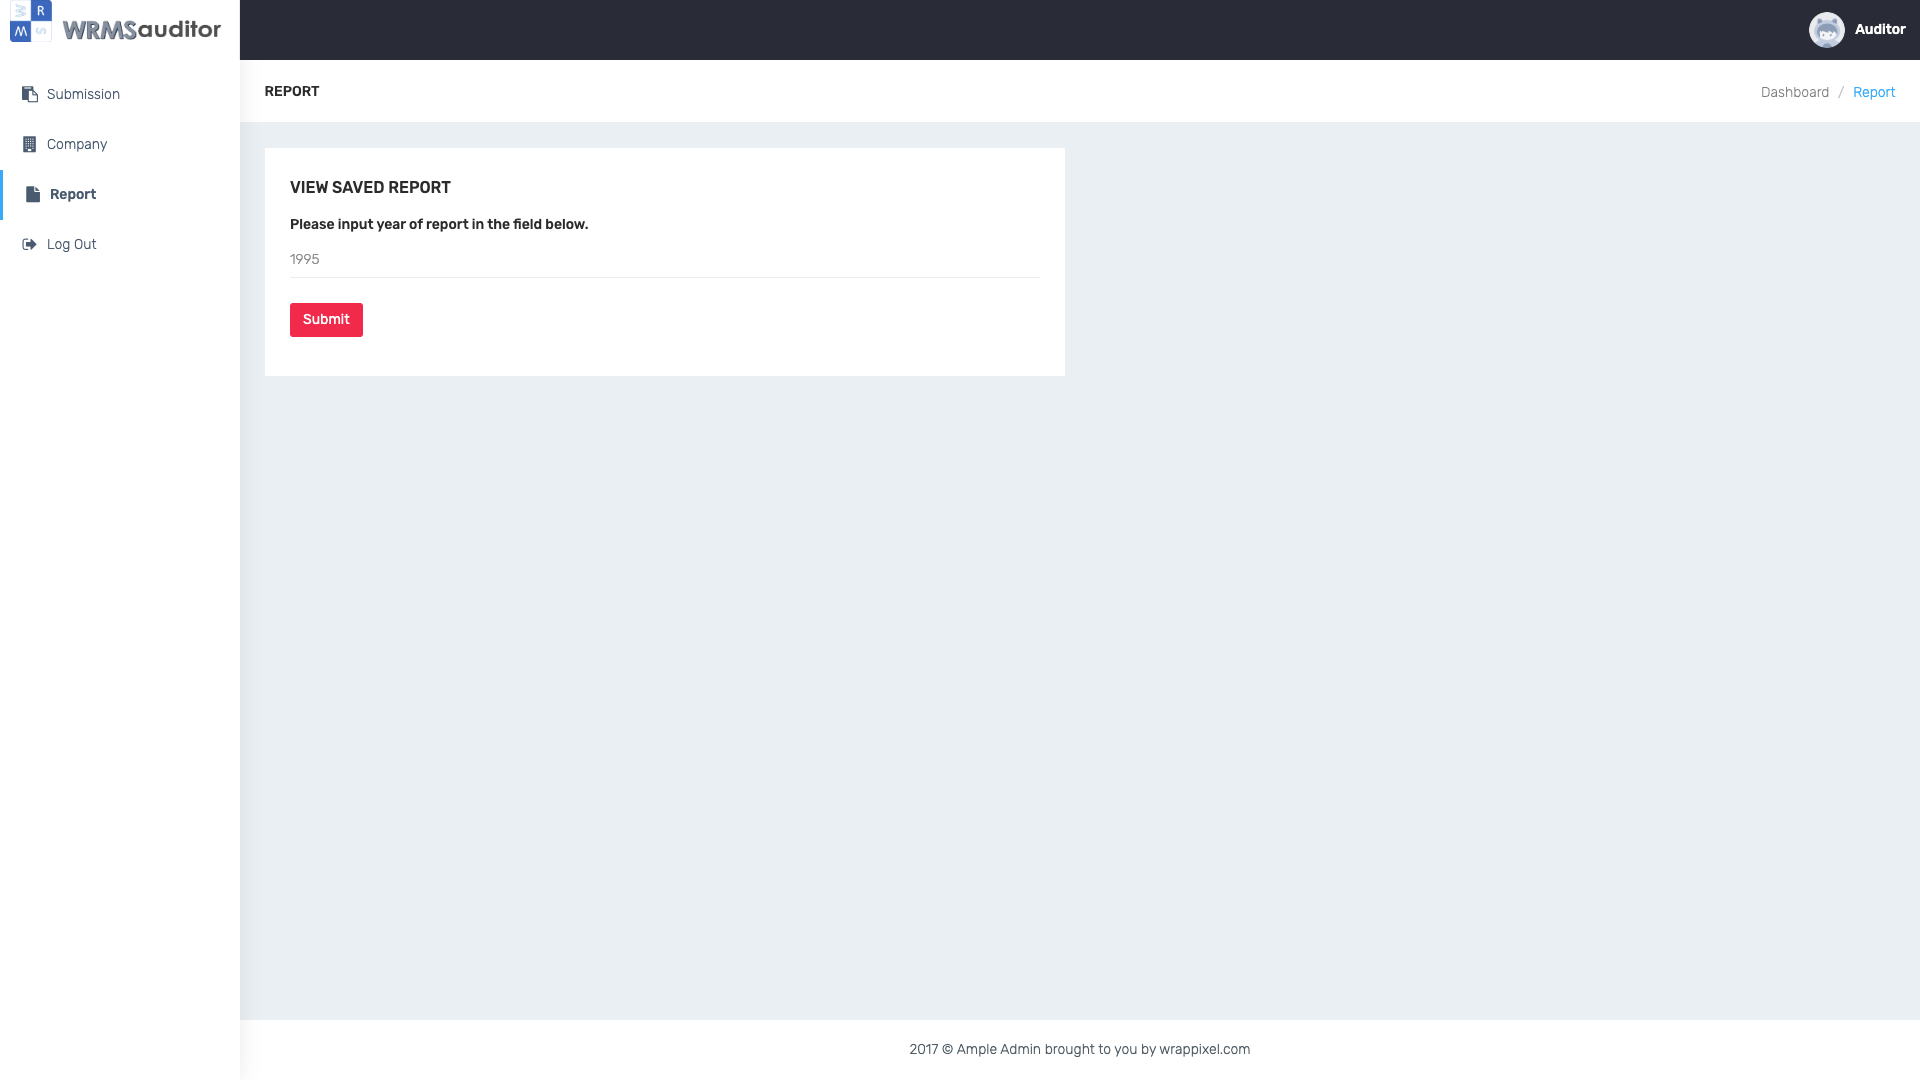 W R
M S
WRMSauditor
Auditor
Submission
Company
Report
Log Out
REPORT
Dashboard / Report
VIEW SAVED REPORT
Please input year of report in the field below.
1995
Submit
2017 © Ample Admin brought to you by wrappixel.com